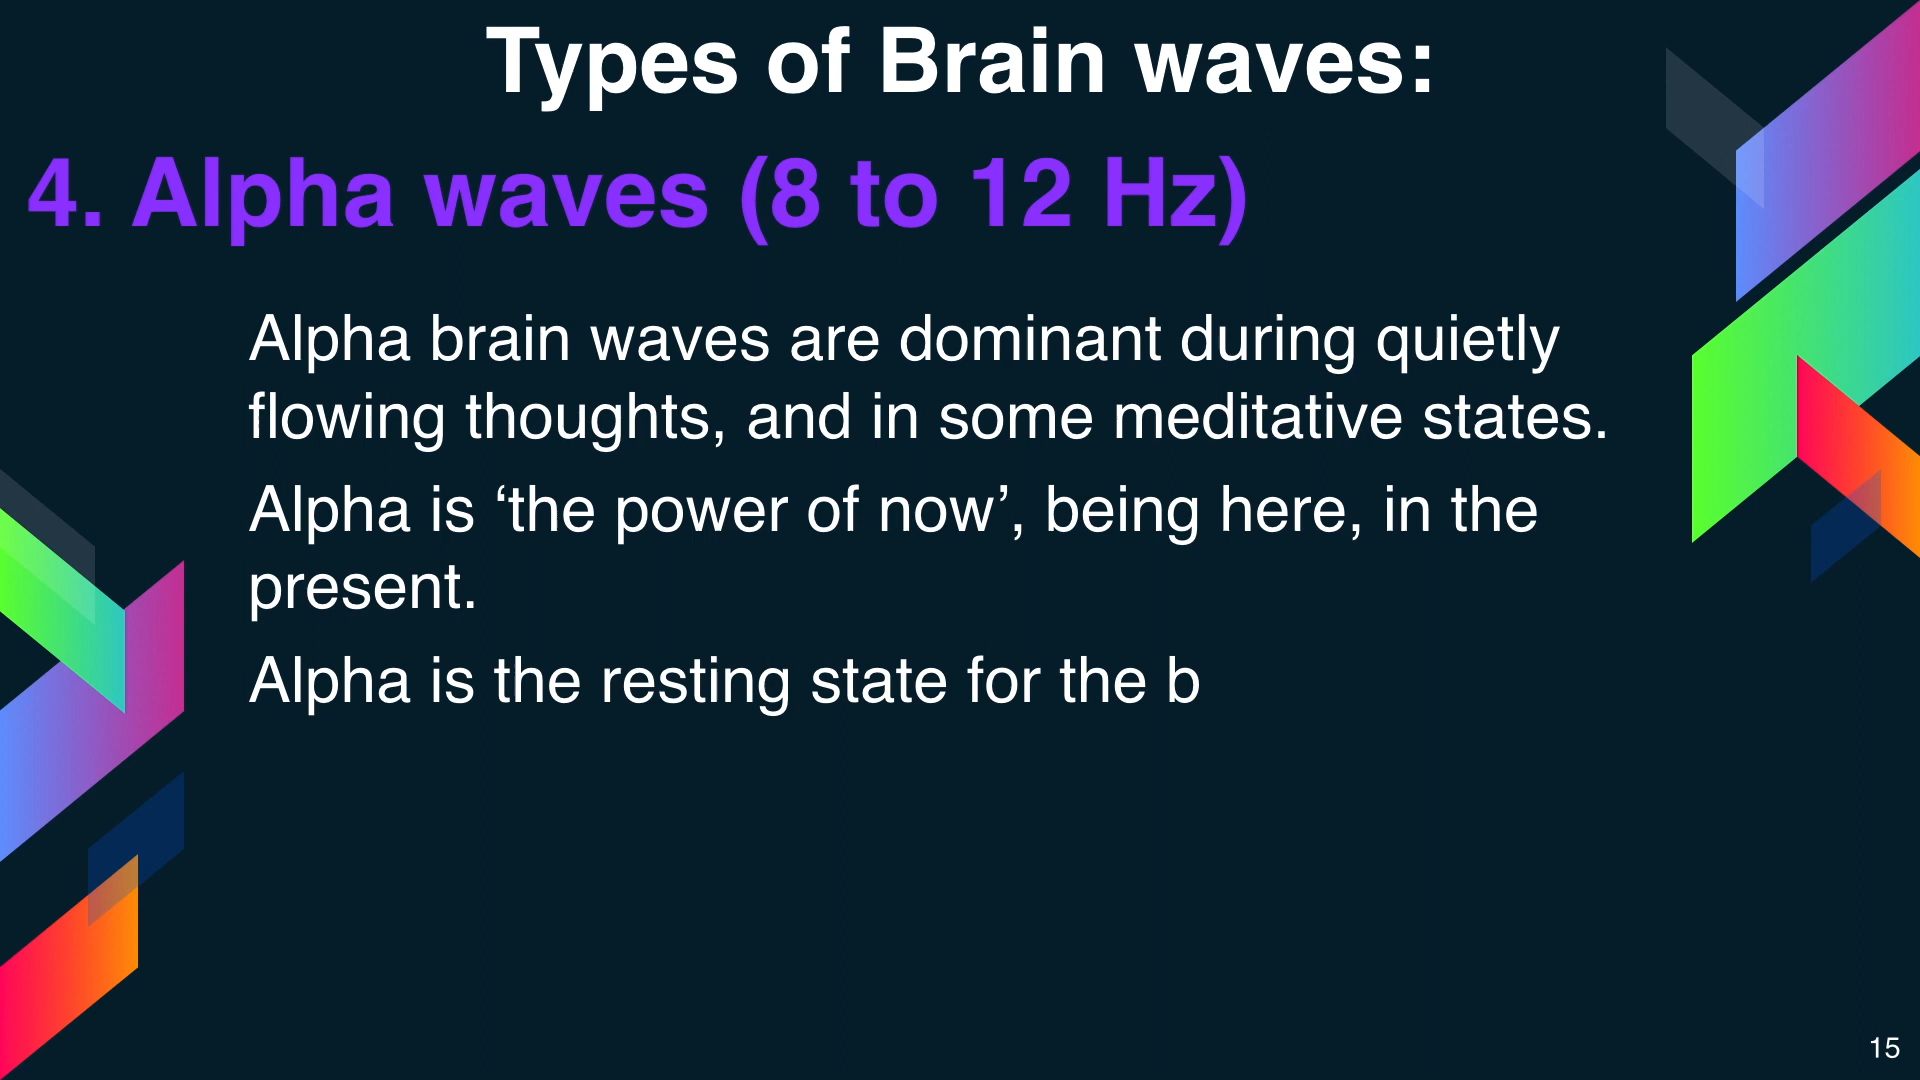 Types of Brain waves:
4. Alpha waves (8 to 12 Hz)
Alpha brain waves are dominant during quietly
flowing thoughts, and in some meditative states.
Alpha is ‘the power of now’, being here, in the
present.
Alpha is the resting state for the b
15